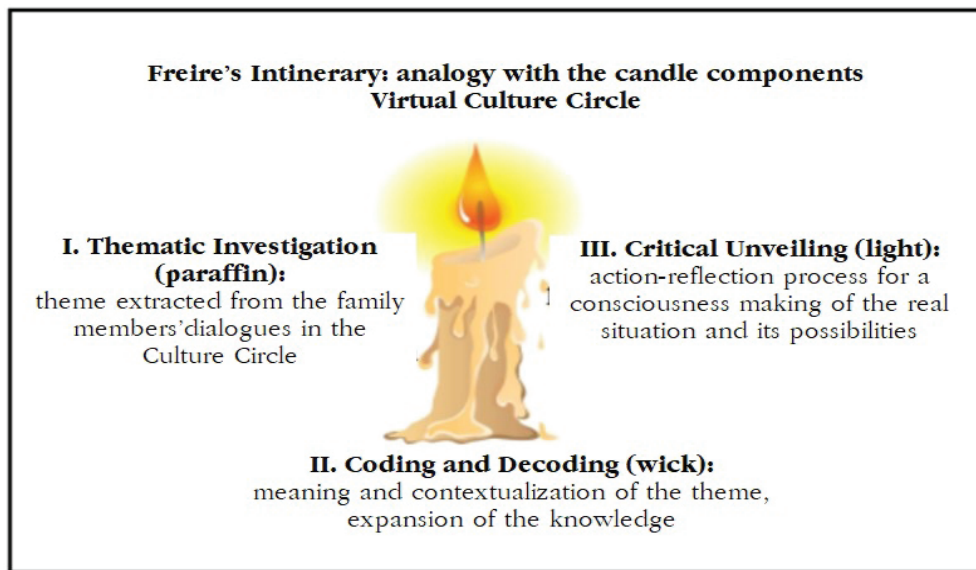 Freire's Intinerary: analogy with the candle components
Virtual Culture Circle
I. Thematic Investigation
(paraffin):
theme extracted from the family
members'dialogues in the
Culture Circle
III. Critical Unveiling (light):
action-reflection process for a
consciousness making of the real
situation and its possibilities
II. Coding and Decoding (wick):
meaning and contextualization of the theme,
expansion of the knowledge